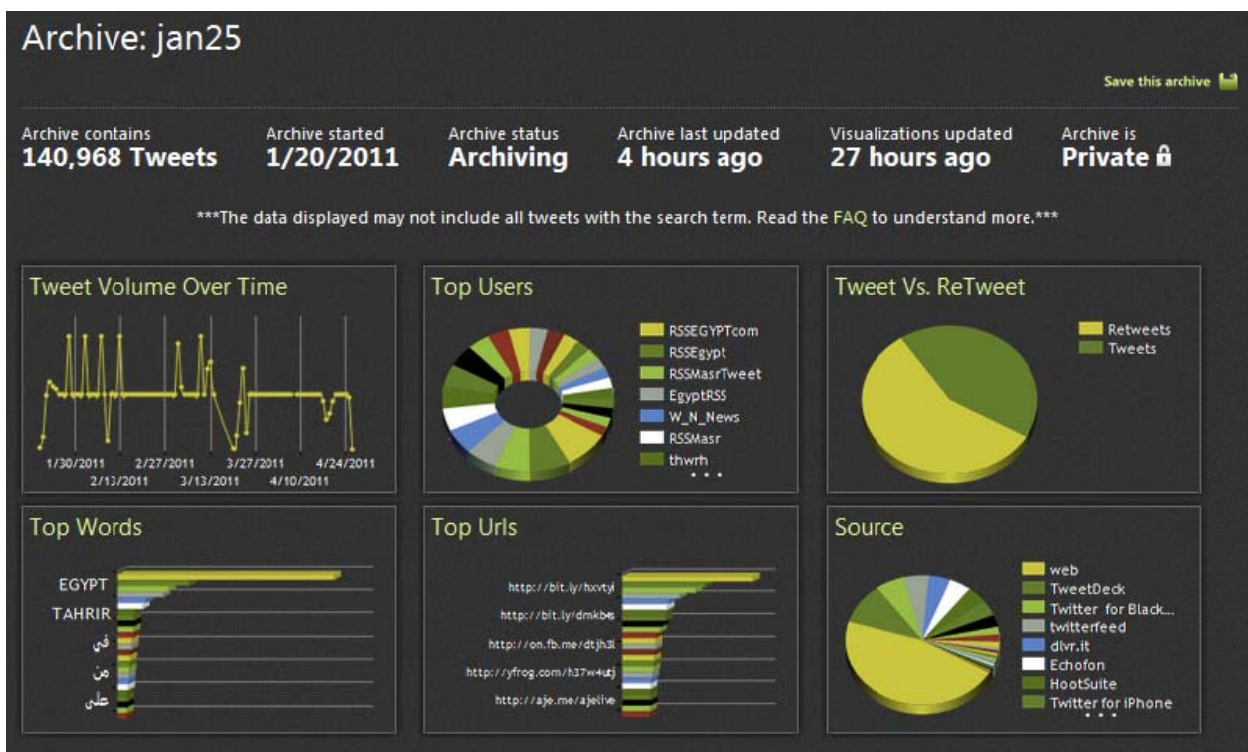 Archive: jan25
Save this archive
Archive contains
140,968 Tweets
Archive started
1/20/2011
Archive status
Archiving
Archive last updated
4 hours ago
Visualizations updated
27 hours ago
Archive is
Private
***The data displayed may not include all tweets with the search term. Read the FAQ to understand more.***
Tweet Volume Over Time
1/30/2011 2/27/2011 3/27/2011 4/24/2011
2/13/2011 3/13/2011 4/10/2011
Top Users
RSSEGYPTcom
RSSEgypt
RSSMasrTweet
EgyptRSS
W_N_News
RSSMasr
thwrh
...
Tweet Vs. ReTweet
Retweets
Tweets
Top Words
EGYPT
TAHRIR
في
من
على
Top Urls
http://bit.ly/hxvtyi
http://bit.ly/dmkbes
http://on.fb.me/dtjh3l
http://yfrog.com/h37w4utj
http://aje.me/ajelive
Source
web
TweetDeck
Twitter for Black...
twitterfeed
dlvr.it
Echofon
HootSuite
Twitter for iPhone
...